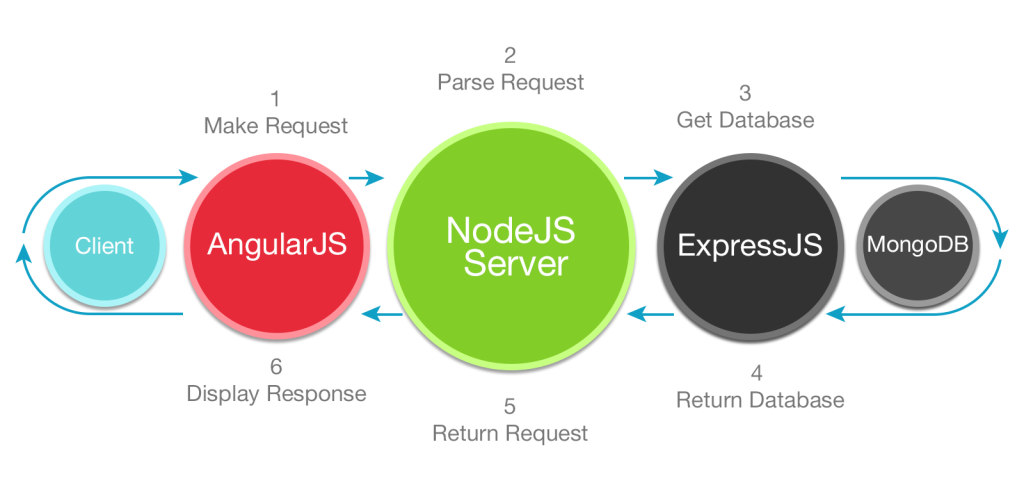 2
Parse Request
1
Make Request
3
Get Database
Client
AngularJS
NodeJS
Server
ExpressJS
MongoDB
6
Display Response
5
Return Request
4
Return Database